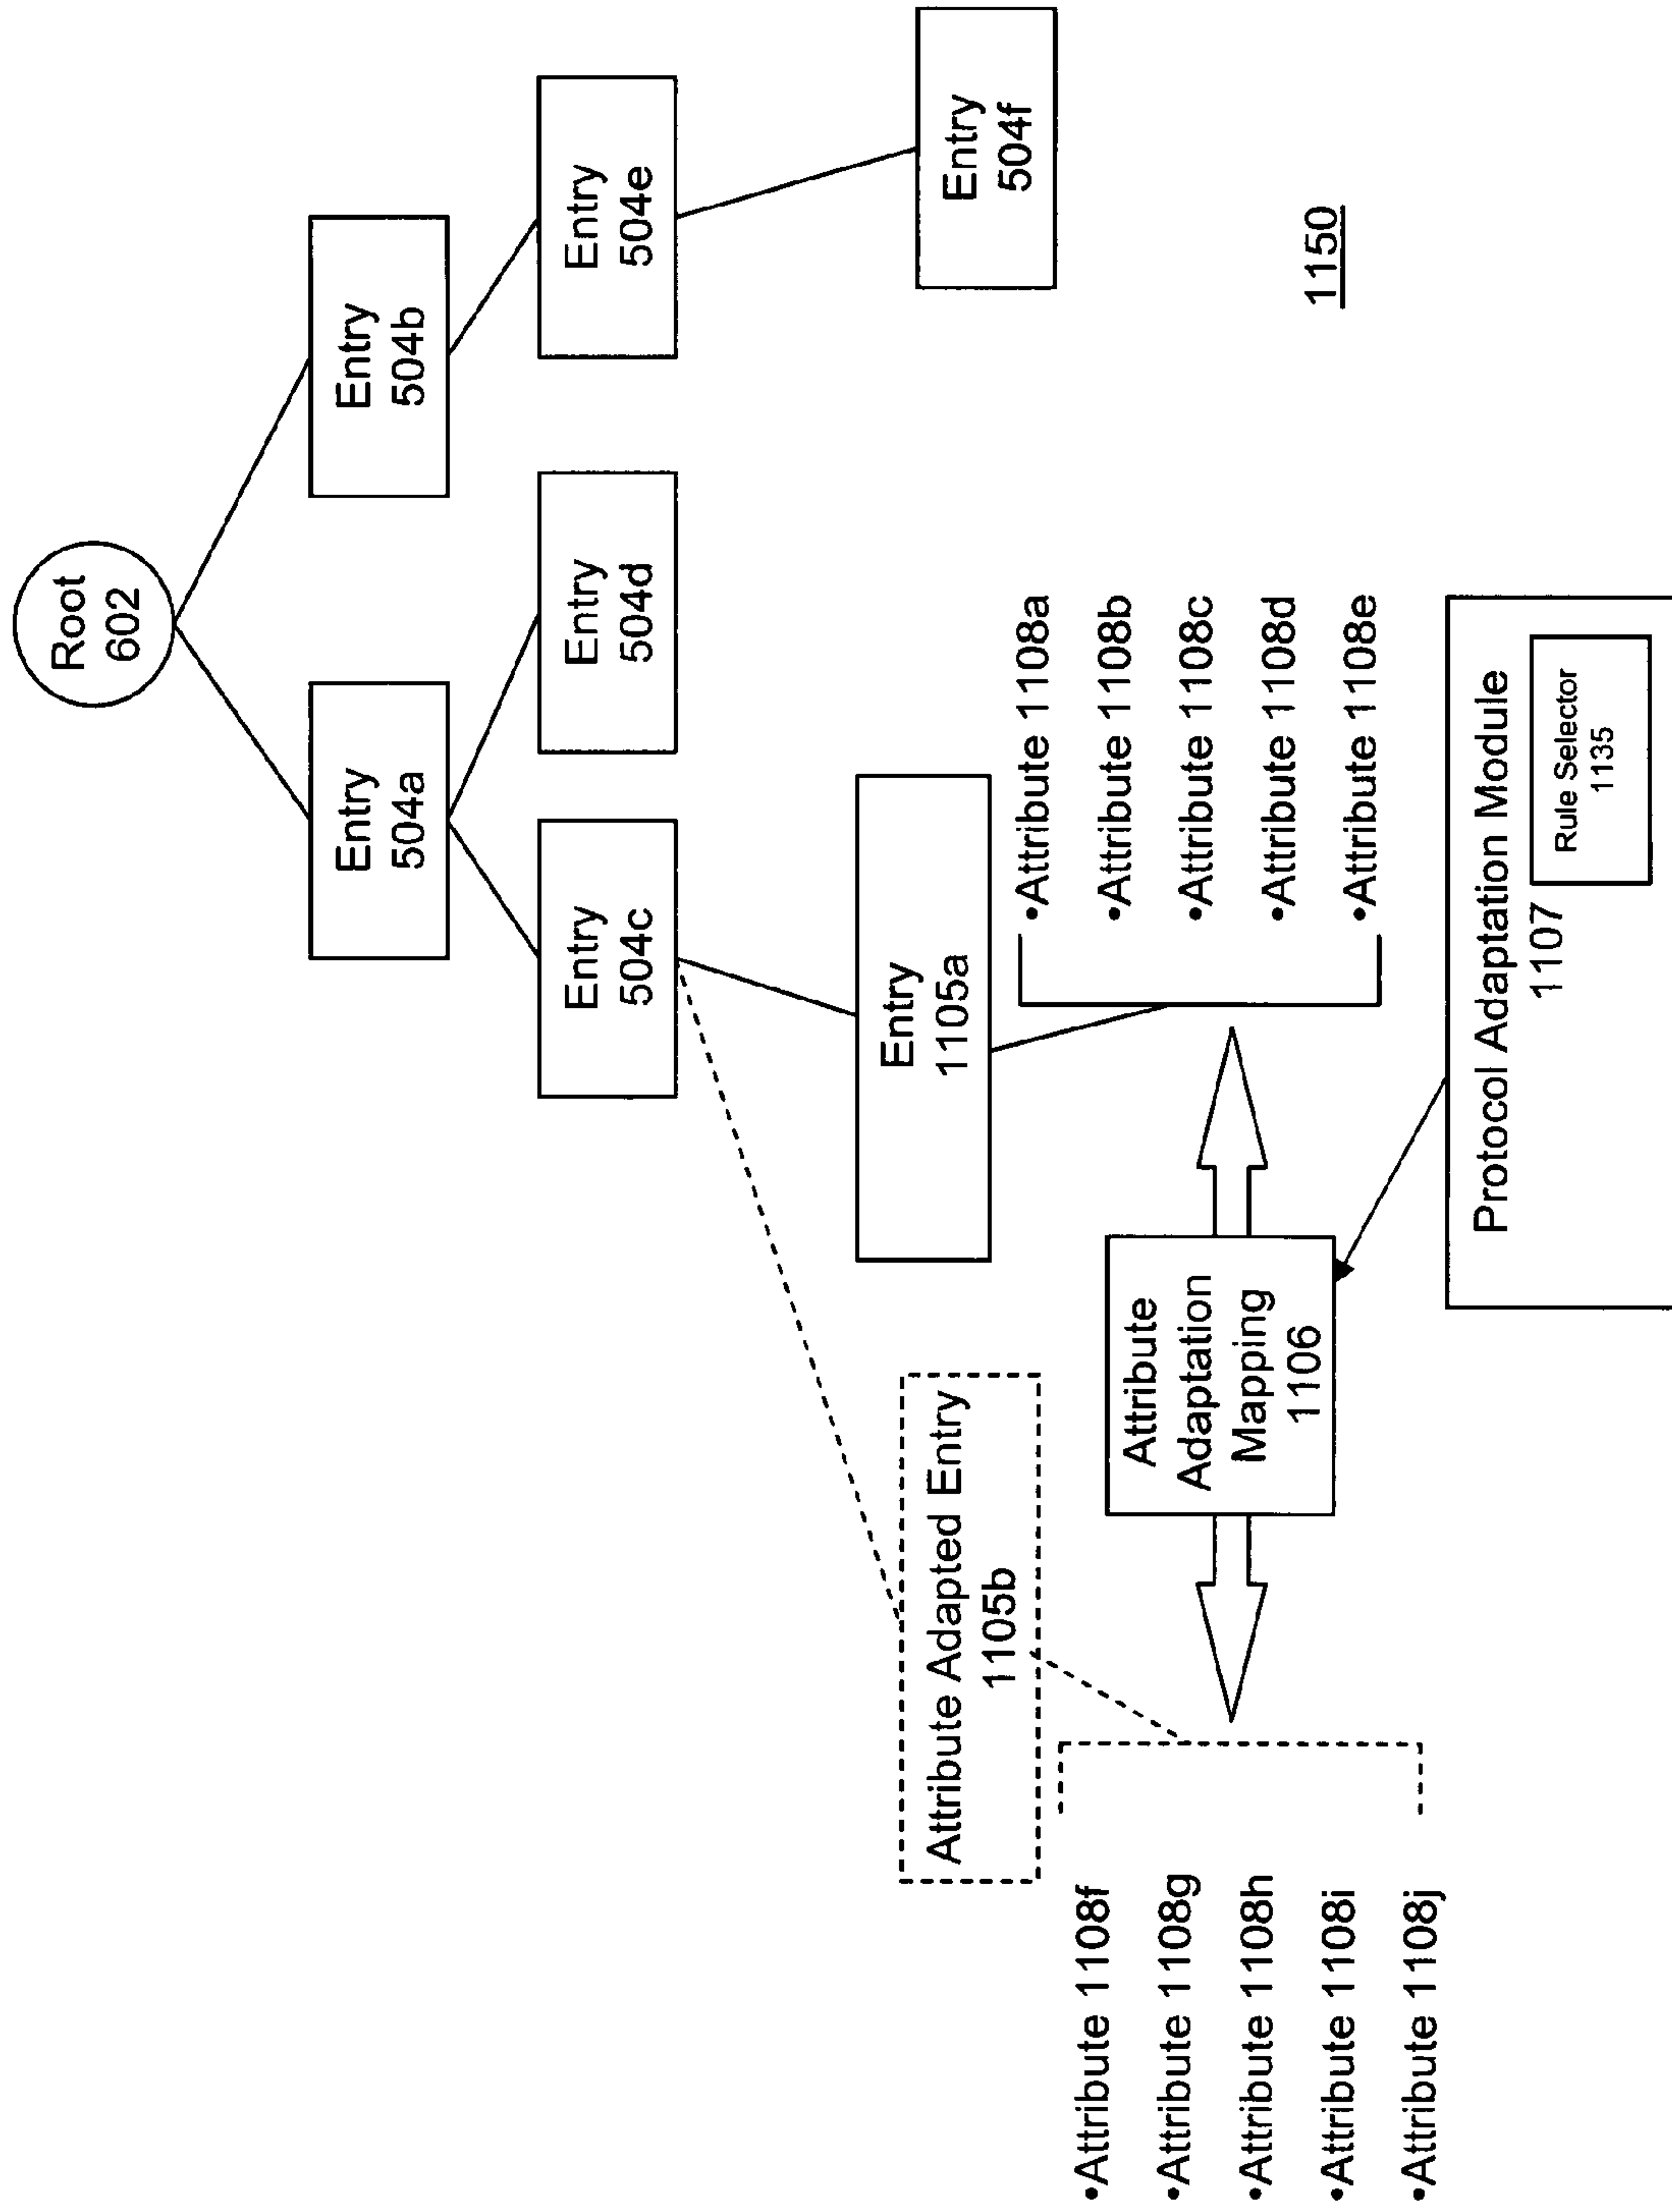 Root
602
Entry
504a
Entry
504b
Entry
504c
Entry
504d
Entry
504e
Attribute Adapted Entry
1105b
Entry
1105a
Entry
504f
•Attribute 1108f
•Attribute 1108g
•Attribute 1108h
•Attribute 1108i
•Attribute 1108j
Attribute
Adaptation
Mapping
1106
•Attribute 1108a
•Attribute 1108b
•Attribute 1108c
•Attribute 1108d
•Attribute 1108e
1150
Protocol Adaptation Module
1107
Rule Selector
1135